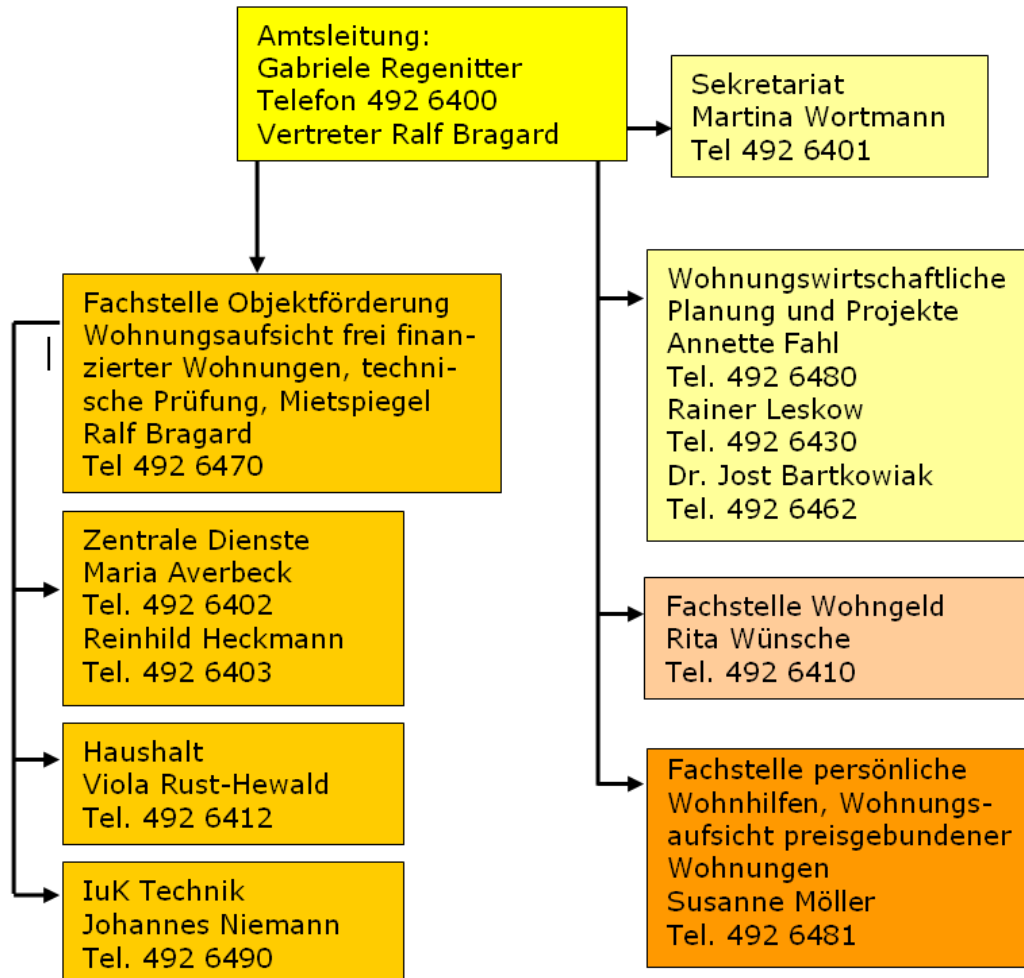 Amtsleitung:
Gabriele Regenitter
Telefon 492 6400
Vertreter Ralf Bragard
Sekretariat
Martina Wortmann
Tel 492 6401
Fachstelle Objektförderung
Wohnungsaufsicht frei finan-
zierter Wohnungen, techni-
sche Prüfung, Mietspiegel
Ralf Bragard
Tel 492 6470
Zentrale Dienste
Maria Averbeck
Tel. 492 6402
Reinhild Heckmann
Tel. 492 6403
Haushalt
Viola Rust-Hewald
Tel. 492 6412
IuK Technik
Johannes Niemann
Tel. 492 6490
Wohnungswirtschaftliche
Planung und Projekte
Annette Fahl
Tel. 492 6480
Rainer Leskow
Tel. 492 6430
Dr. Jost Bartkowiak
Tel. 492 6462
Fachstelle Wohngeld
Rita Wünsche
Tel. 492 6410
Fachstelle persönliche
Wohnhilfen, Wohnungs-
aufsicht preisgebundener
Wohnungen
Susanne Möller
Tel. 492 6481